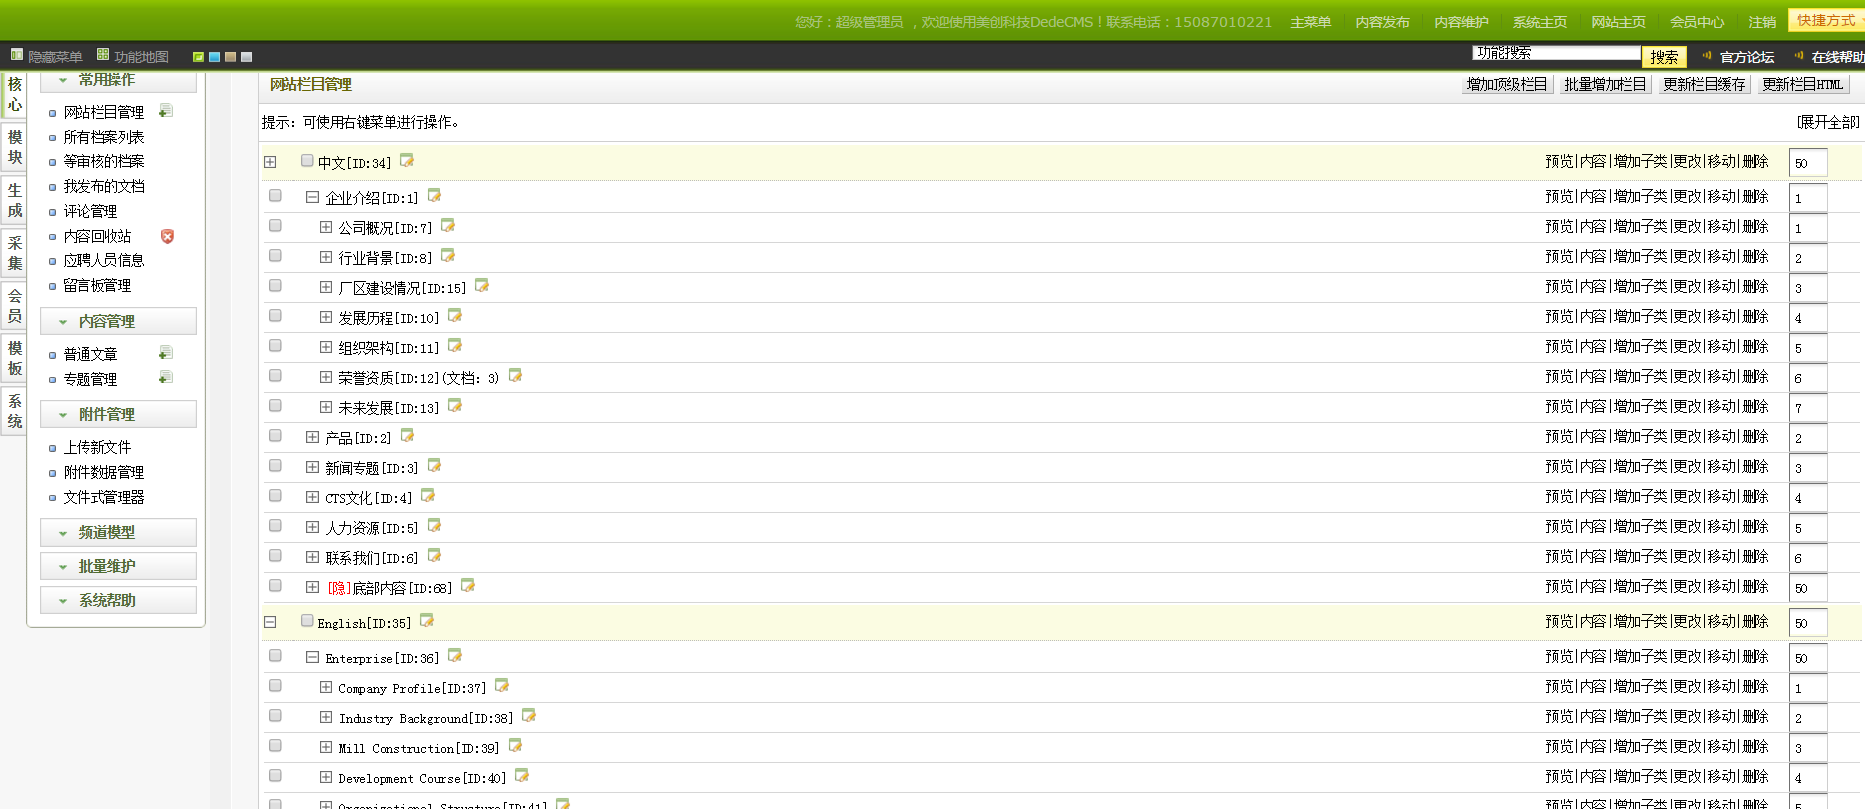 您好：超级管理员 ，欢迎使用美创科技DedeCMS！联系电话：15087010221 主菜单 内容发布 内容维护 系统主页 网站主页 会员中心 注销 快捷方式
隐藏菜单 功能地图 功能搜索 搜索 官方论坛 在线帮助
核心
模块
生成
采集
会员
模板
系统
常用操作
网站栏目管理
所有档案列表
等审核的档案
我发布的文档
评论管理
内容回收站
应聘人员信息
留言板管理
内容管理
普通文章
专题管理
附件管理
上传新文件
附件数据管理
文件式管理器
频道模型
批量维护
系统帮助
网站栏目管理 增加顶级栏目 批量增加栏目 更新栏目缓存 更新栏目HTML
提示：可使用右键菜单进行操作。 [展开全部]
中文[ID:34] 预览|内容|增加子类|更改|移动|删除 50
企业介绍[ID:1] 预览|内容|增加子类|更改|移动|删除 1
公司概况[ID:7] 预览|内容|增加子类|更改|移动|删除 1
行业背景[ID:8] 预览|内容|增加子类|更改|移动|删除 2
厂区建设情况[ID:15] 预览|内容|增加子类|更改|移动|删除 3
发展历程[ID:10] 预览|内容|增加子类|更改|移动|删除 4
组织架构[ID:11] 预览|内容|增加子类|更改|移动|删除 5
荣誉资质[ID:12](文档：3) 预览|内容|增加子类|更改|移动|删除 6
未来发展[ID:13] 预览|内容|增加子类|更改|移动|删除 7
产品[ID:2] 预览|内容|增加子类|更改|移动|删除 2
新闻专题[ID:3] 预览|内容|增加子类|更改|移动|删除 3
CTS文化[ID:4] 预览|内容|增加子类|更改|移动|删除 4
人力资源[ID:5] 预览|内容|增加子类|更改|移动|删除 5
联系我们[ID:6] 预览|内容|增加子类|更改|移动|删除 6
[隐]底部内容[ID:68] 预览|内容|增加子类|更改|移动|删除 50
English[ID:35] 预览|内容|增加子类|更改|移动|删除 50
Enterprise[ID:36] 预览|内容|增加子类|更改|移动|删除 50
Company Profile[ID:37] 预览|内容|增加子类|更改|移动|删除 1
Industry Background[ID:38] 预览|内容|增加子类|更改|移动|删除 2
Mill Construction[ID:39] 预览|内容|增加子类|更改|移动|删除 3
Development Course[ID:40] 预览|内容|增加子类|更改|移动|删除 4
Organizational Structure[ID:41] 预览|内容|增加子类|更改|移动|删除 5